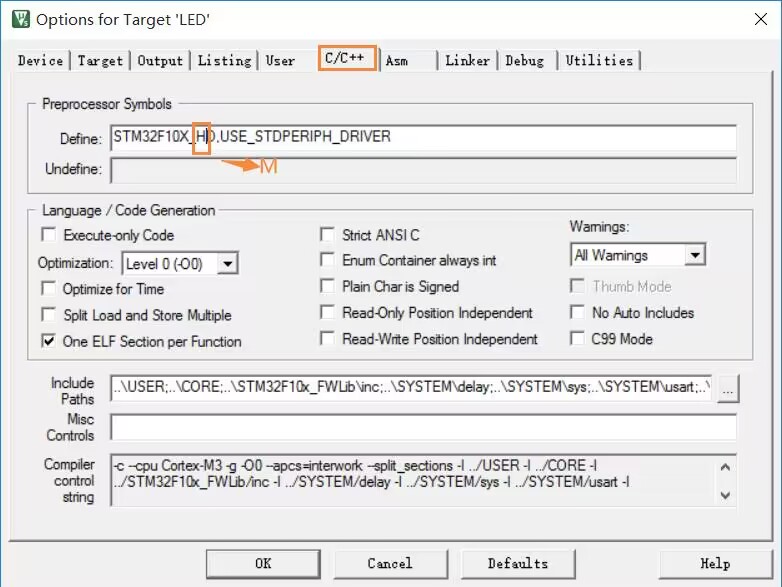 Options for Target 'LED'
Device Target Output Listing User C/C++ Asm Linker Debug Utilities
Preprocessor Symbols
Define: STM32F10X_HD,USE_STDPERIPH_DRIVER
M
Undefine:
Language / Code Generation
Execute-only Code
Strict ANSI C
Warnings:
Optimization: Level 0 (-O0)
Enum Container always int
All Warnings
Optimize for Time
Plain Char is Signed
Thumb Mode
Split Load and Store Multiple
Read-Only Position Independent
No Auto Includes
One ELF Section per Function
Read-Write Position Independent
C99 Mode
Include Paths
..\USER;..\CORE;..\STM32F10x_FWLib\inc;..\SYSTEM\delay;..\SYSTEM\sys;..\SYSTEM\usart;..\
...
Misc Controls
Compiler control string
-c --cpu Cortex-M3 -g -O0 --apcs=interwork --split_sections -I ../USER -I ../CORE -I
../STM32F10x_FWLib/inc -I ../SYSTEM/delay -I ../SYSTEM/sys -I ../SYSTEM/usart -I
OK Cancel Defaults Help